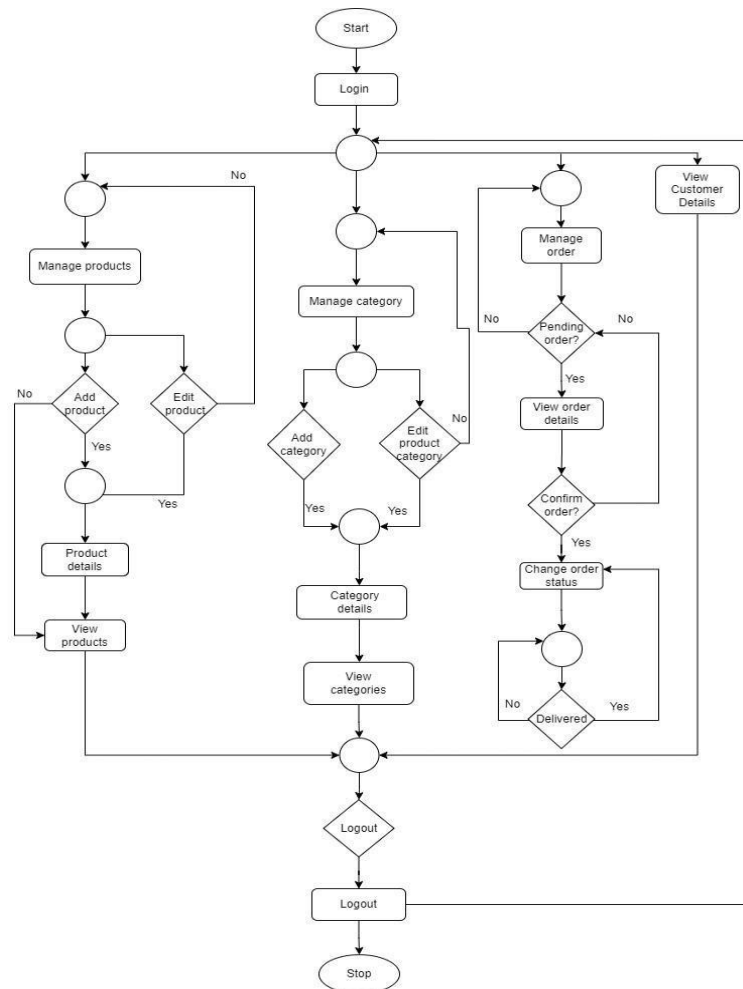 Start
Login
No
View
Customer
Details
Manage
order
Manage products
Manage category
No
Pending
order?
No
No
Add
product
Edit
product
Yes
View order
details
Add
category
Edit
product
category
No
Yes
Yes
Yes
Yes
Confirm
order?
Yes
Product
details
Change order
status
Category
details
View
products
View
categories
No
Delivered
Yes
Logout
Logout
Stop